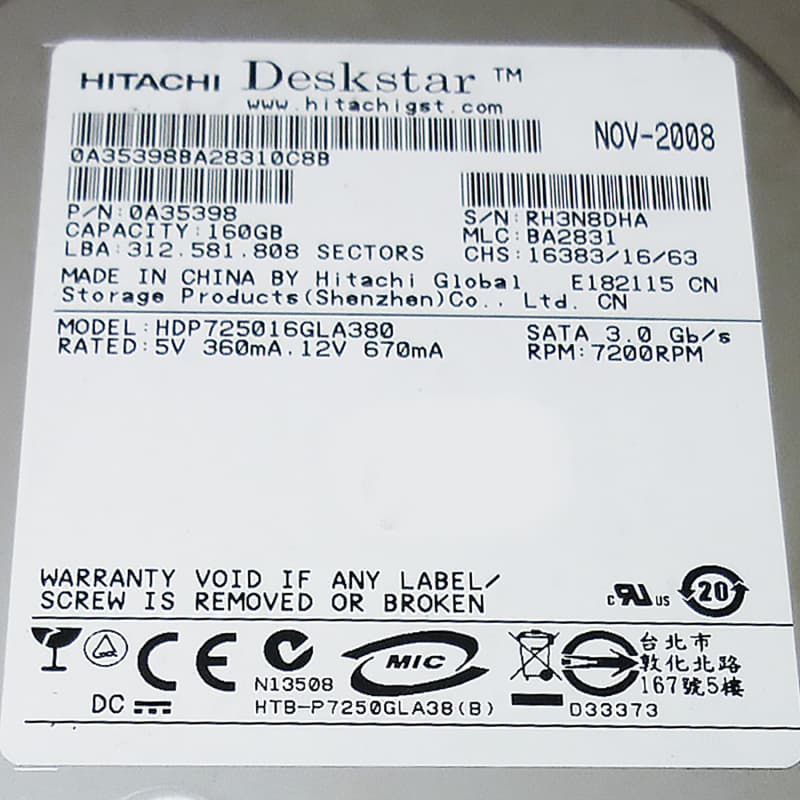 HITACHI Deskstar ™
www.hitachigst.com
NOV-2008
0A35398BA28310C8B
P/N:0A35398
S/N:RH3N8DHA
CAPACITY:160GB
MLC:BA2831
LBA:312.581.808 SECTORS
CHS:16383/16/63
MADE IN CHINA BY Hitachi Global E182115 CN
Storage Products(Shenzhen)Co.. Ltd. CN
MODEL:HDP725016GLA380
SATA 3.0 Gb/s
RATED:5V 360mA.12V 670mA
RPM:7200RPM
WARRANTY VOID IF ANY LABEL/
SCREW IS REMOVED OR BROKEN
c RU US
20
CE
MIC
台北市
敦化北路
167號5樓
N13508
DC
HTB-P7250GLA38(B)
D33373